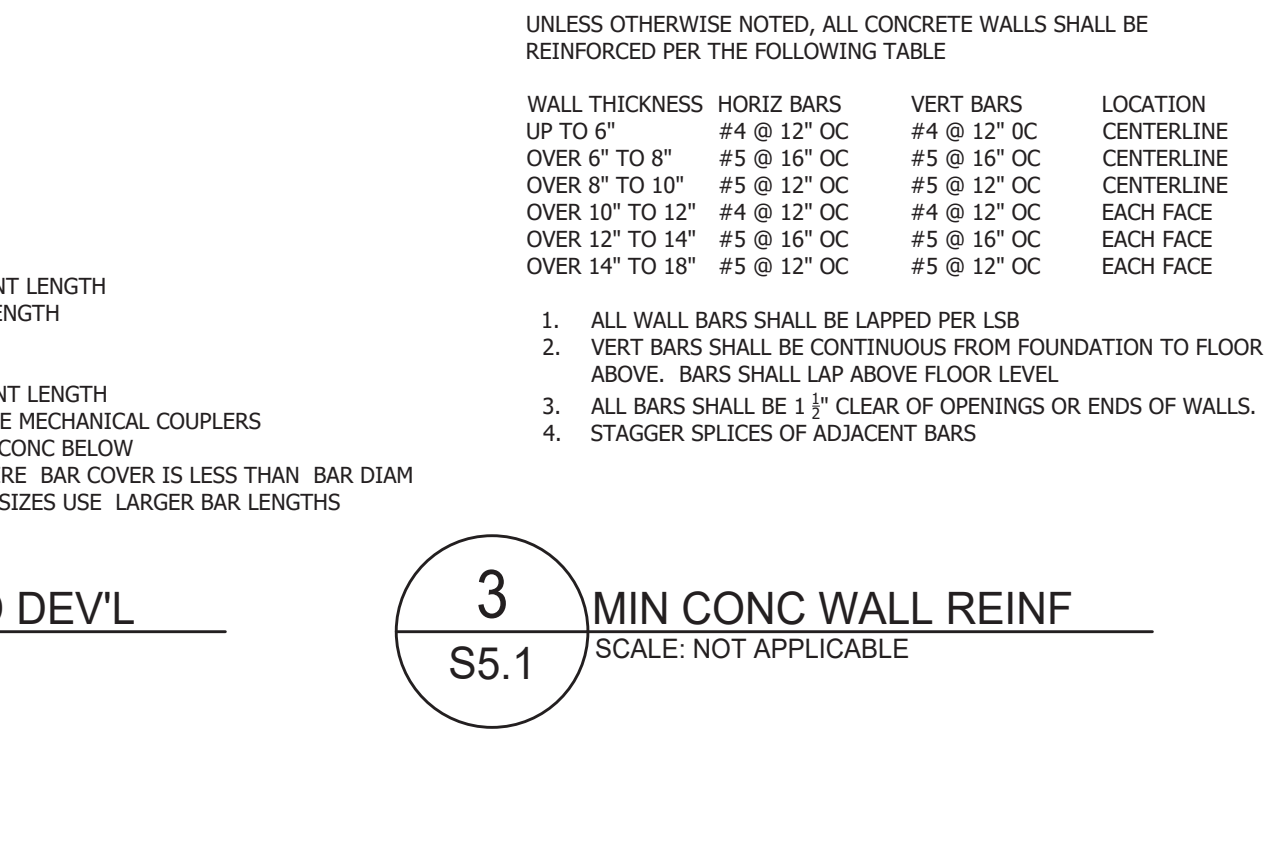 UNLESS OTHERWISE NOTED, ALL CONCRETE WALLS SHALL BE
REINFORCED PER THE FOLLOWING TABLE
WALL THICKNESS HORIZ BARS VERT BARS LOCATION
UP TO 6" #4 @ 12" OC #4 @ 12" 0C CENTERLINE
OVER 6" TO 8" #5 @ 16" OC #5 @ 16" OC CENTERLINE
OVER 8" TO 10" #5 @ 12" OC #5 @ 12" OC CENTERLINE
OVER 10" TO 12" #4 @ 12" OC #4 @ 12" OC EACH FACE
OVER 12" TO 14" #5 @ 16" OC #5 @ 16" OC EACH FACE
OVER 14" TO 18" #5 @ 12" OC #5 @ 12" OC EACH FACE
1. ALL WALL BARS SHALL BE LAPPED PER LSB
2. VERT BARS SHALL BE CONTINUOUS FROM FOUNDATION TO FLOOR
ABOVE. BARS SHALL LAP ABOVE FLOOR LEVEL
3. ALL BARS SHALL BE 1 1/2" CLEAR OF OPENINGS OR ENDS OF WALLS.
4. STAGGER SPLICES OF ADJACENT BARS
NT LENGTH
ENGTH
NT LENGTH
E MECHANICAL COUPLERS
CONC BELOW
RE BAR COVER IS LESS THAN BAR DIAM
SIZES USE LARGER BAR LENGTHS
DEV'L
3
S5.1
MIN CONC WALL REINF
SCALE: NOT APPLICABLE